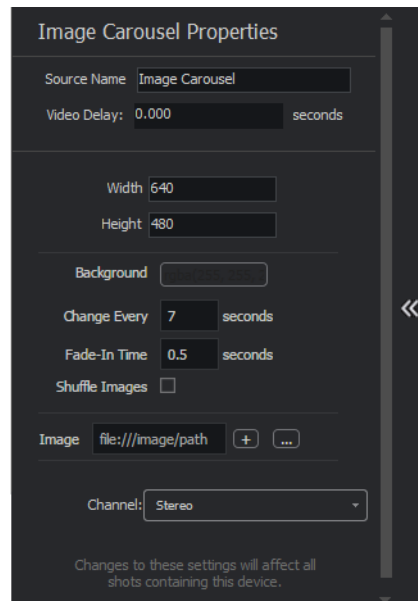 Image Carousel Properties
Source Name Image Carousel
Video Delay: 0.000 seconds
Width 640
Height 480
Background
Change Every 7 seconds
Fade-In Time 0.5 seconds
Shuffle Images
Image file:///image/path + ...
Channel: Stereo
Changes to these settings will affect all
shots containing this device.